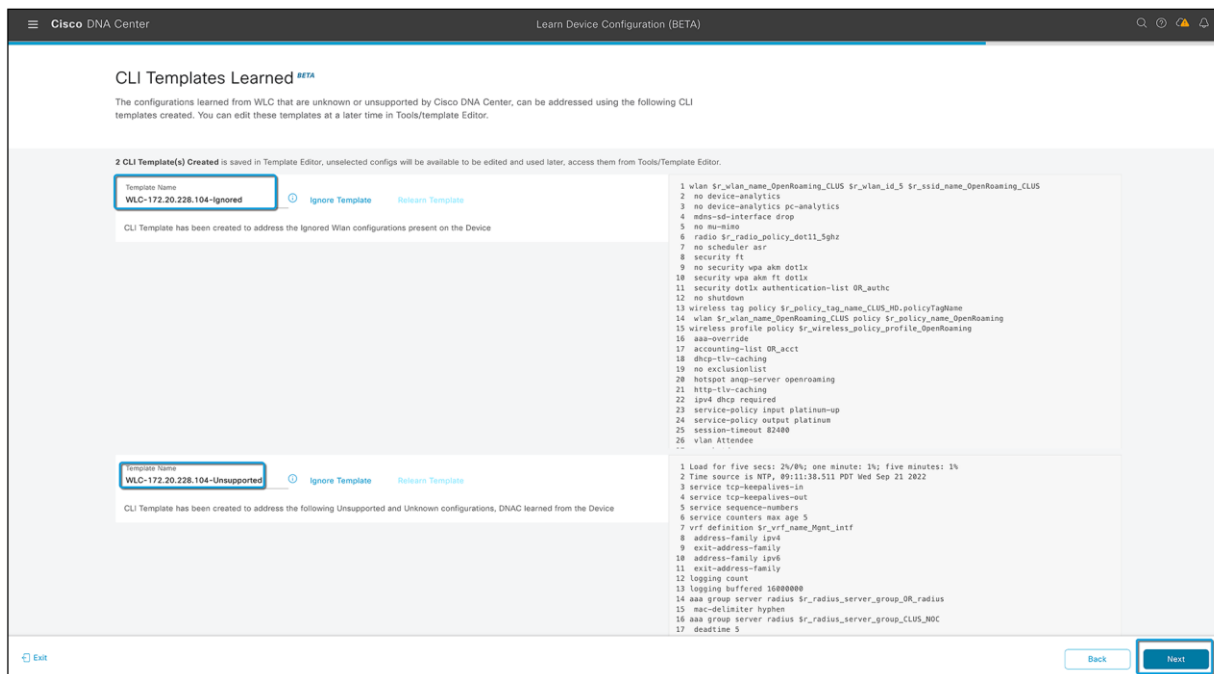 Cisco DNA Center
Learn Device Configuration (BETA)
CLI Templates Learned BETA
The configurations learned from WLC that are unknown or unsupported by Cisco DNA Center, can be addressed using the following CLI
templates created. You can edit these templates at a later time in Tools/template Editor.
2 CLI Template(s) Created is saved in Template Editor, unselected configs will be available to be edited and used later, access them from Tools/Template Editor.
Template Name
WLC-172.20.228.104-Ignored
Ignore Template
Relearn Template
CLI Template has been created to address the Ignored Wlan configurations present on the Device
1 wlan $r_wlan_name_OpenRoaming_CLUS $r_wlan_id_5 $r_ssid_name_OpenRoaming_CLUS
2 no device-analytics
3 no device-analytics pc-analytics
4 mdns-sd-interface drop
5 no mu-mimo
6 radio $r_radio_policy_dot11_5ghz
7 no scheduler asr
8 security ft
9 no security wpa akm dot1x
10 security wpa akm ft dot1x
11 security dot1x authentication-list OR_authc
12 no shutdown
13 wireless tag policy $r_policy_tag_name_CLUS_HD.policyTagName
14 wlan $r_wlan_name_OpenRoaming_CLUS policy $r_policy_name_OpenRoaming
15 wireless profile policy $r_wireless_policy_profile_OpenRoaming
16 aaa-override
17 accounting-list OR_acct
18 dhcp-tlv-caching
19 no exclusionlist
20 hotspot anqp-server openroaming
21 http-tlv-caching
22 ipv4 dhcp required
23 service-policy input platinum-up
24 service-policy output platinum
25 session-timeout 82400
26 vlan Attendee
Template Name
WLC-172.20.228.104-Unsupported
Ignore Template
Relearn Template
CLI Template has been created to address the following Unsupported and Unknown configurations, DNAC learned from the Device
1 Load for five secs: 2%/0%; one minute: 1%; five minutes: 1%
2 Time source is NTP, 09:11:38.511 PDT Wed Sep 21 2022
3 service tcp-keepalives-in
4 service tcp-keepalives-out
5 service sequence-numbers
6 service counters max age 5
7 vrf definition $r_vrf_name_Mgmt_intf
8 address-family ipv4
9 exit-address-family
10 address-family ipv6
11 exit-address-family
12 logging count
13 logging buffered 16000000
14 aaa group server radius $r_radius_server_group_OR_radius
15 mac-delimiter hyphen
16 aaa group server radius $r_radius_server_group_CLUS_NOC
17 deadtime 5
Exit
Back
Next